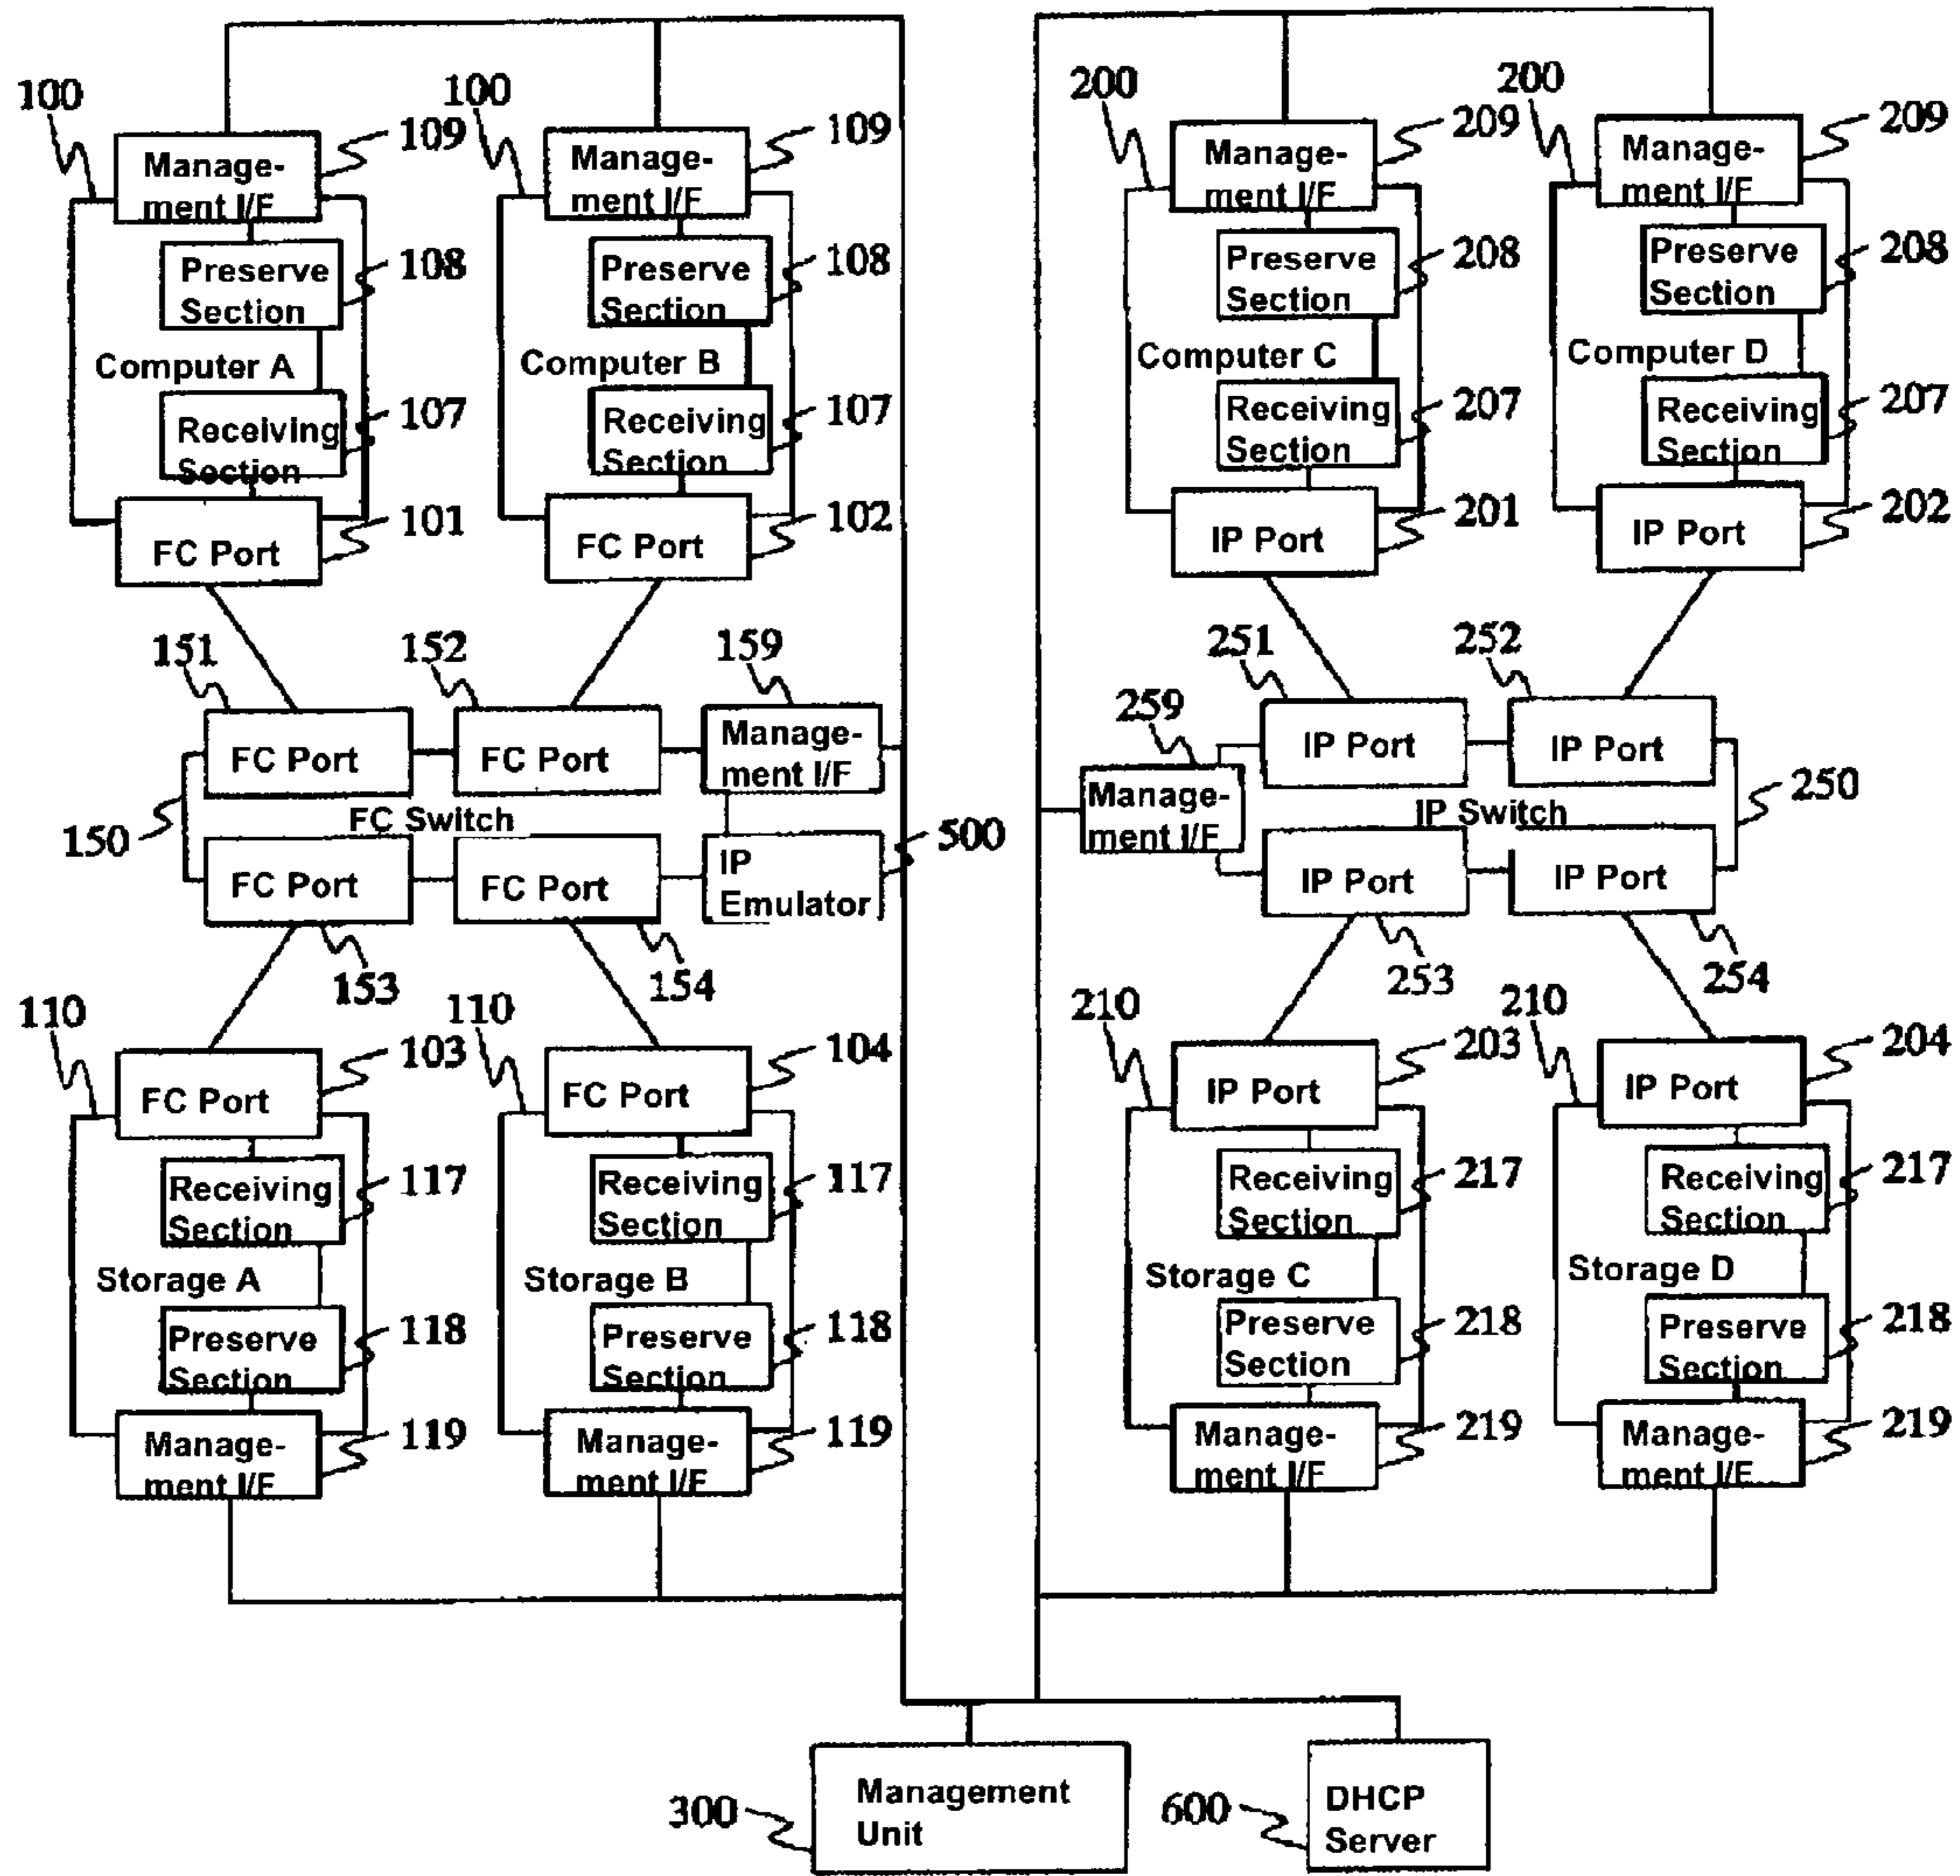 100
109
Manage-
ment I/F
108
Preserve
Section
Computer A
107
Receiving
Section
101
FC Port
100
109
Manage-
ment I/F
108
Preserve
Section
Computer B
107
Receiving
Section
102
FC Port
200
209
Manage-
ment I/F
208
Preserve
Section
Computer C
207
Receiving
Section
201
IP Port
200
209
Manage-
ment I/F
208
Preserve
Section
Computer D
207
Receiving
Section
202
IP Port
151
FC Port
152
FC Port
159
Manage-
ment I/F
150
FC Switch
500
FC Port
153
FC Port
154
IP
Emulator
251
IP Port
252
IP Port
259
Manage-
ment I/F
IP Switch
250
IP Port
253
IP Port
254
110
103
FC Port
117
Receiving
Section
Storage A
118
Preserve
Section
119
Manage-
ment I/F
110
104
FC Port
117
Receiving
Section
Storage B
118
Preserve
Section
119
Manage-
ment I/F
210
203
IP Port
217
Receiving
Section
Storage C
218
Preserve
Section
219
Manage-
ment I/F
210
204
IP Port
217
Receiving
Section
Storage D
218
Preserve
Section
219
Manage-
ment I/F
300
Management
Unit
600
DHCP
Server